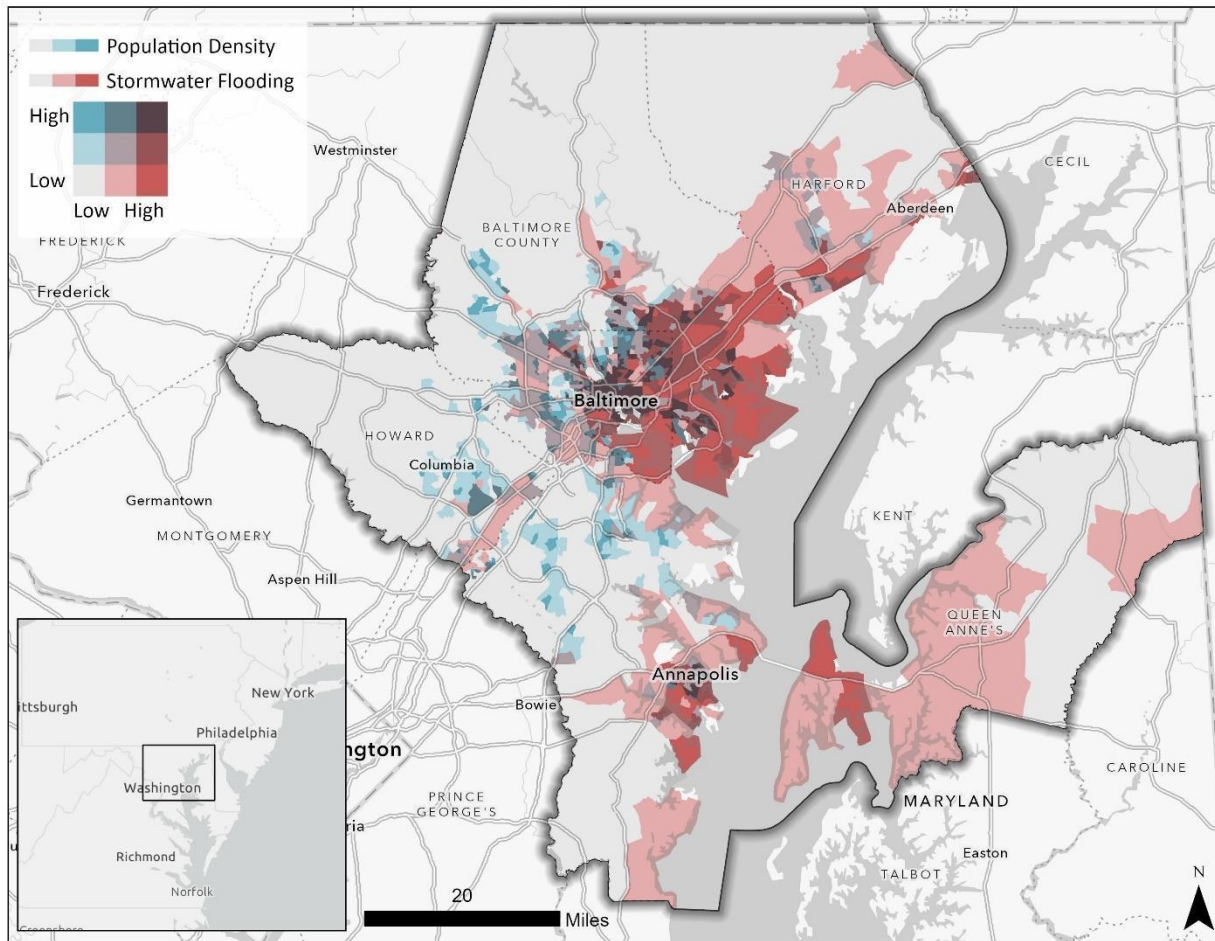 Population Density
Stormwater Flooding
High
Low
Low High
Westminster
CECIL
HARFORD
Aberdeen
BALTIMORE
COUNTY
FREDERICK
Frederick
Baltimore
HOWARD
Columbia
Germantown
MONTGOMERY
KENT
Aspen Hill
QUEEN
ANNE'S
Annapolis
Bowie
ngton
CAROLINE
PRINCE
GEORGE'S
MARYLAND
ria
Easton
TALBOT
New York
ittsburgh
Philadelphia
Washington
Richmond
Norfolk
20
Miles
N